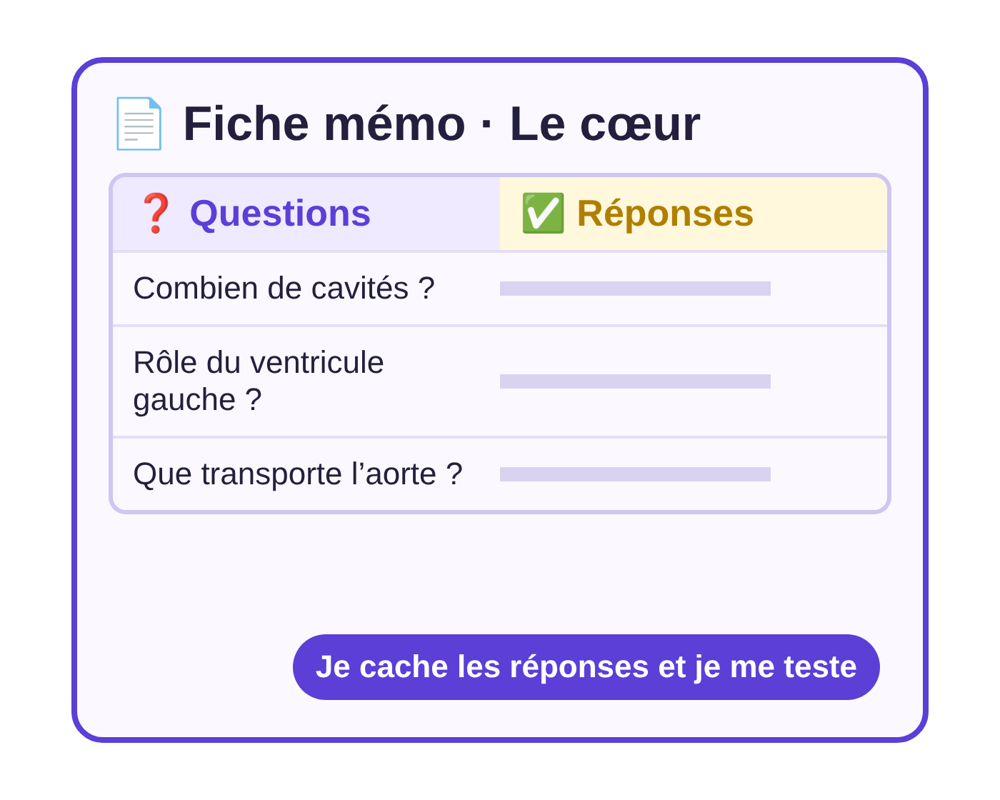 Fiche mémo · Le cœur
❓ Questions
✅ Réponses
Combien de cavités ?
Rôle du ventricule
gauche ?
Que transporte l’aorte ?
Je cache les réponses et je me teste